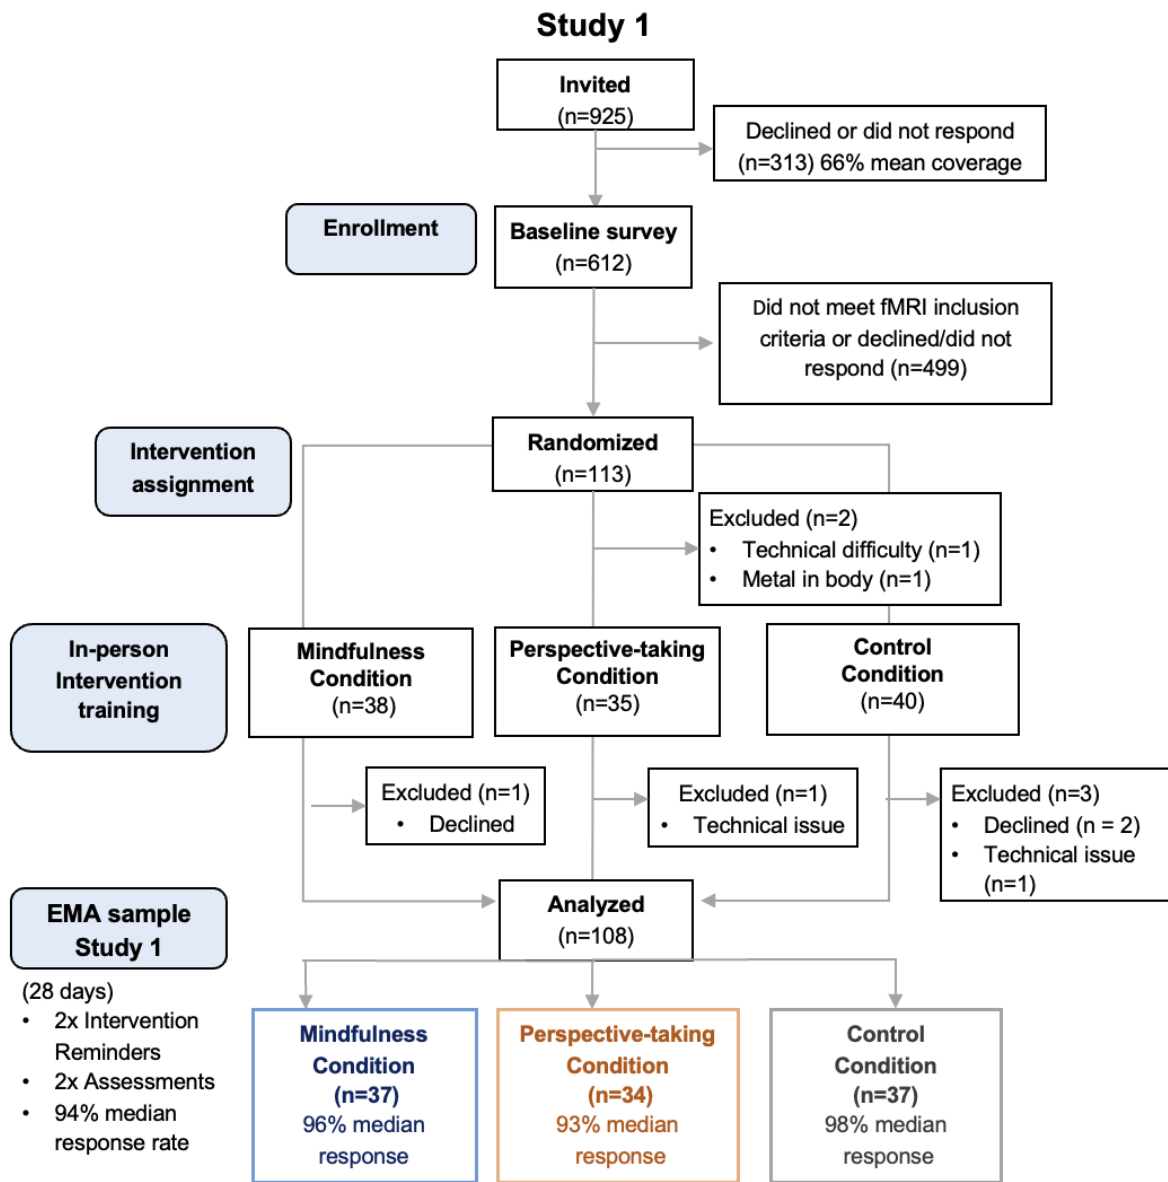 Study 1
Invited
(n=925)
Declined or did not respond
(n=313) 66% mean coverage
Enrollment
Baseline survey
(n=612)
Did not meet fMRI inclusion
criteria or declined/did not
respond (n=499)
Intervention
assignment
Randomized
(n=113)
Excluded (n=2)
• Technical difficulty (n=1)
• Metal in body (n=1)
In-person
Intervention
training
Mindfulness
Condition
(n=38)
Perspective-taking
Condition
(n=35)
Control
Condition
(n=40)
Excluded (n=1)
• Declined
Excluded (n=1)
• Technical issue
Excluded (n=3)
• Declined (n = 2)
• Technical issue
(n=1)
EMA sample
Study 1
Analyzed
(n=108)
(28 days)
• 2x Intervention
Reminders
• 2x Assessments
• 94% median
response rate
Mindfulness
Condition
(n=37)
96% median
response
Perspective-taking
Condition
(n=34)
93% median
response
Control
Condition
(n=37)
98% median
response